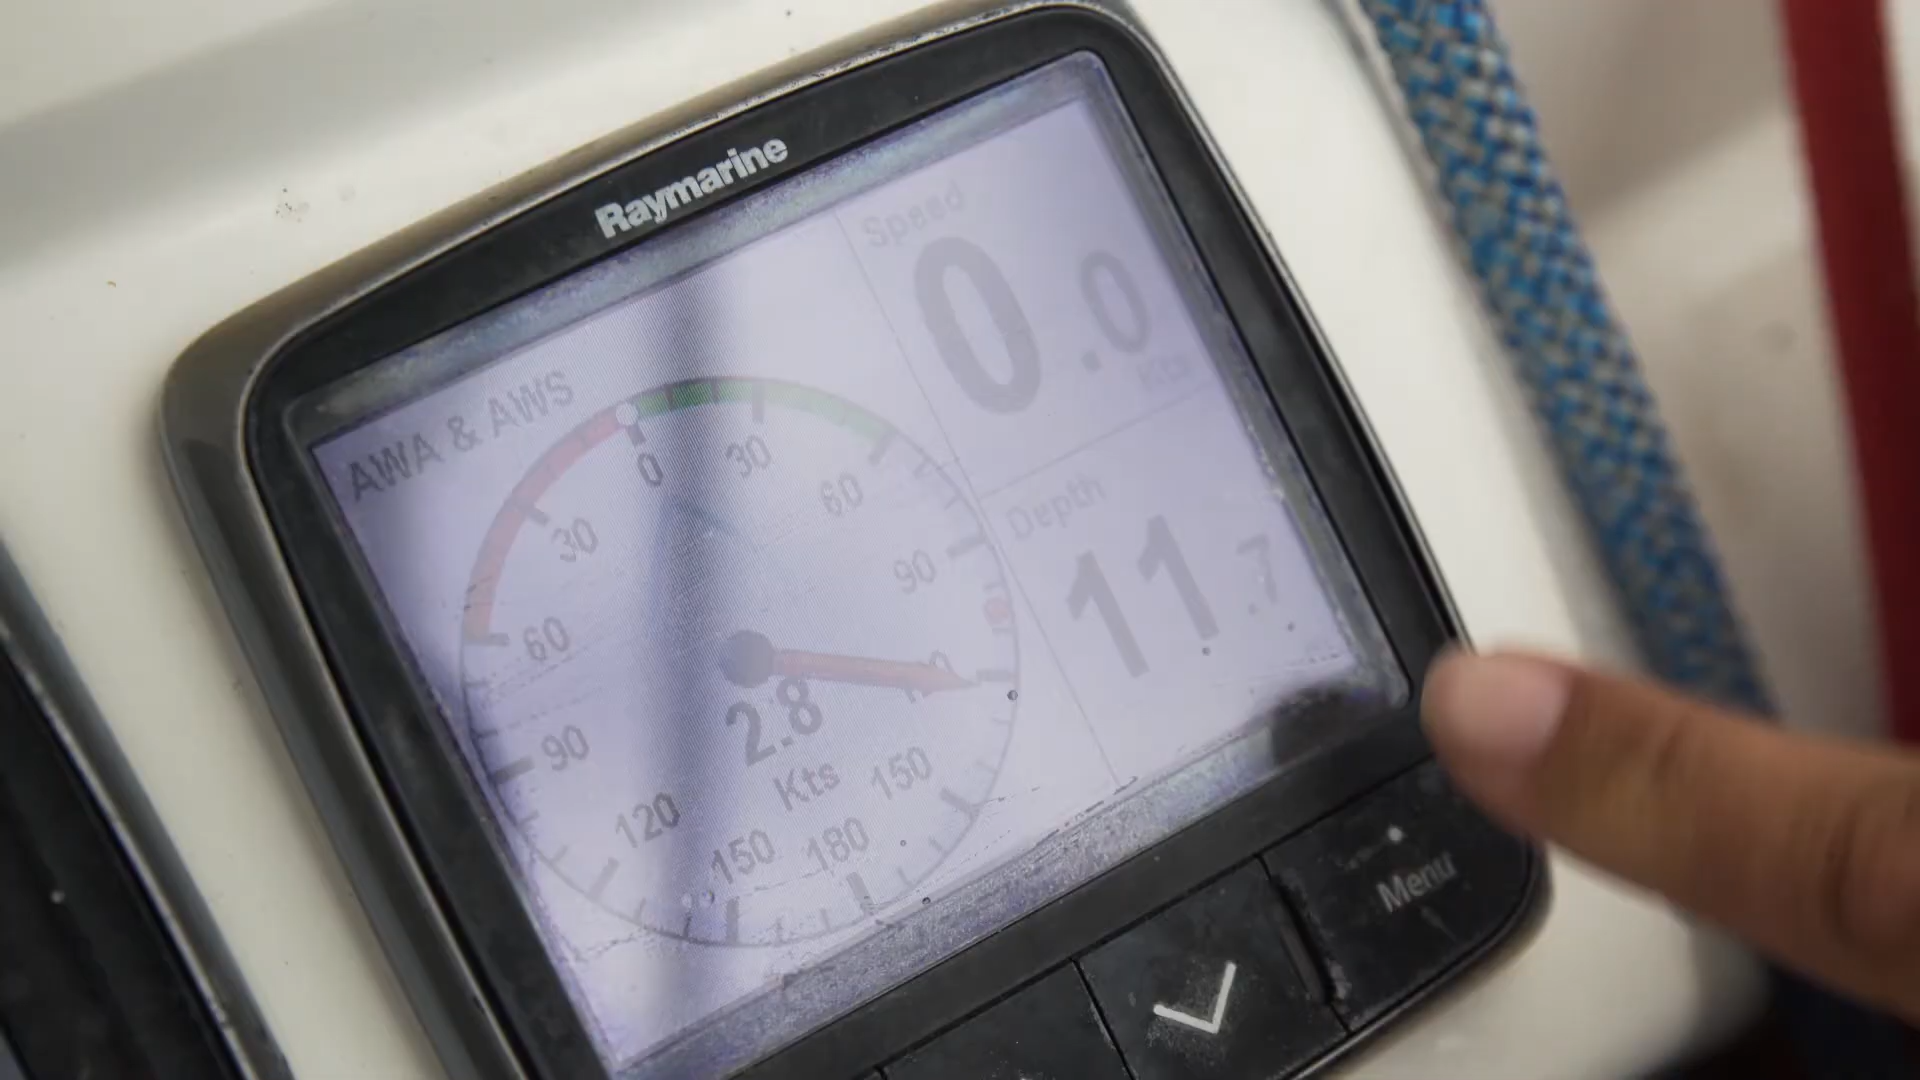 Raymarine
AWA & AWS
Speed
0.0
Kts
Depth
11.7
0
30
60
90
150
180
150
120
90
60
30
2.8
Kts
Menu